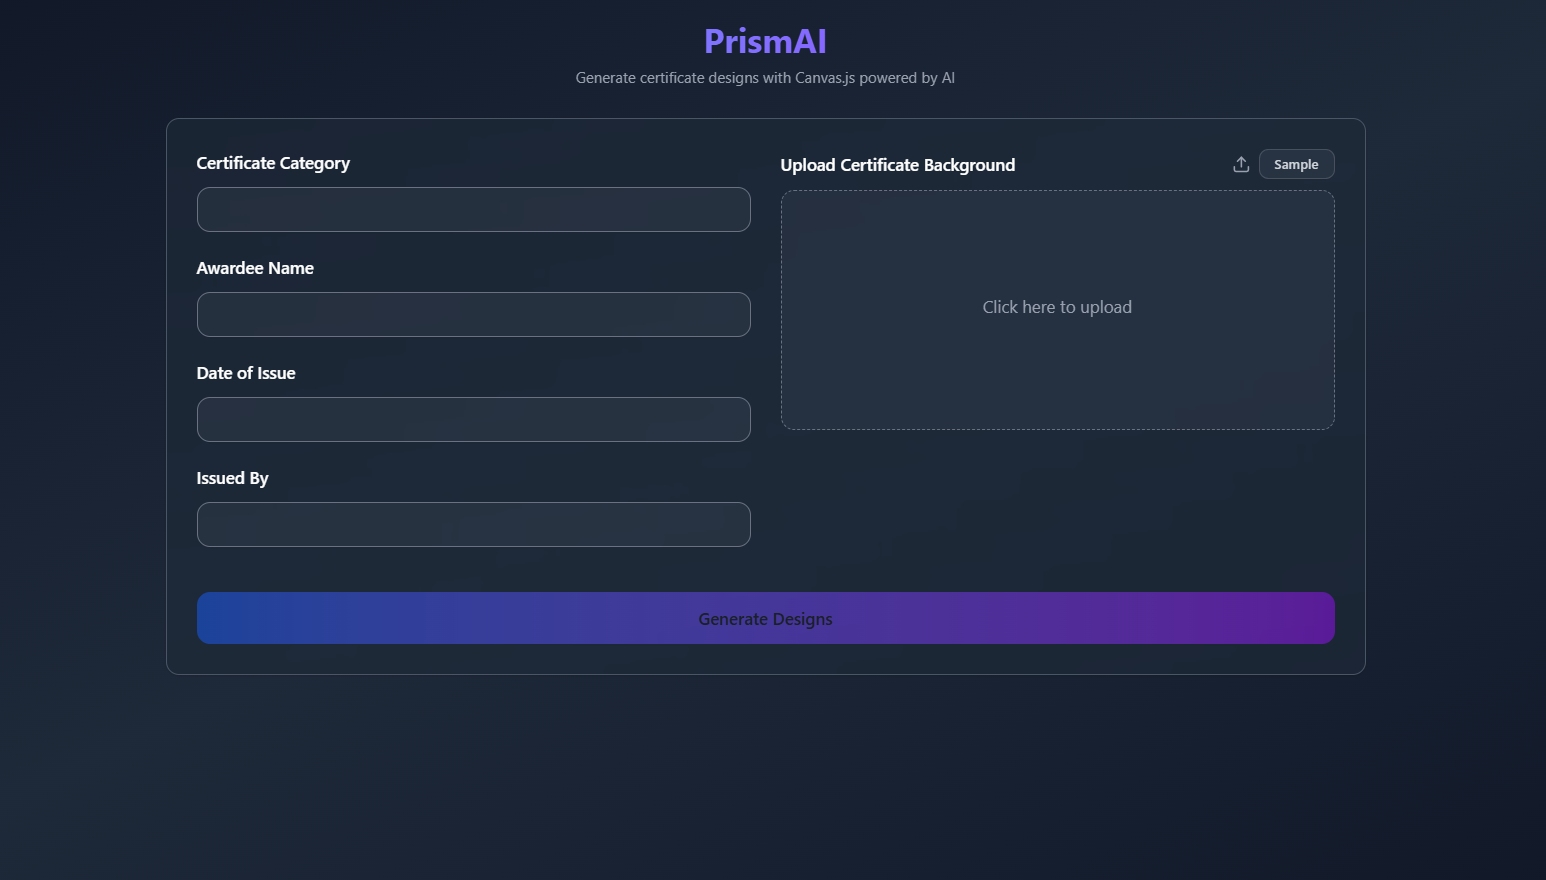 PrismAI
Generate certificate designs with Canvas.js powered by AI
Certificate Category
Awardee Name
Date of Issue
Issued By
Upload Certificate Background
Sample
Click here to upload
Generate Designs